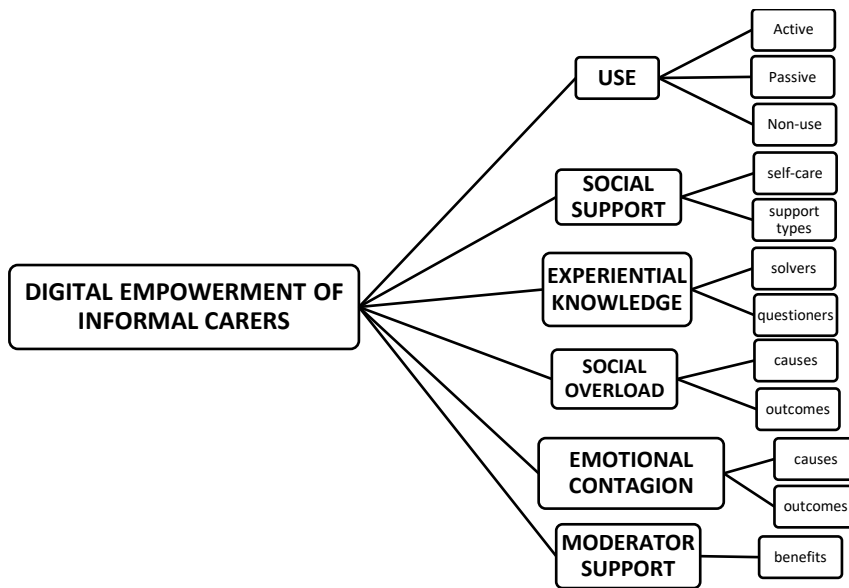 DIGITAL EMPOWERMENT OF
INFORMAL CARERS
USE
Active
Passive
Non-use
SOCIAL
SUPPORT
self-care
support
types
EXPERIENTIAL
KNOWLEDGE
solvers
questioners
SOCIAL
OVERLOAD
causes
outcomes
EMOTIONAL
CONTAGION
causes
outcomes
MODERATOR
SUPPORT
benefits